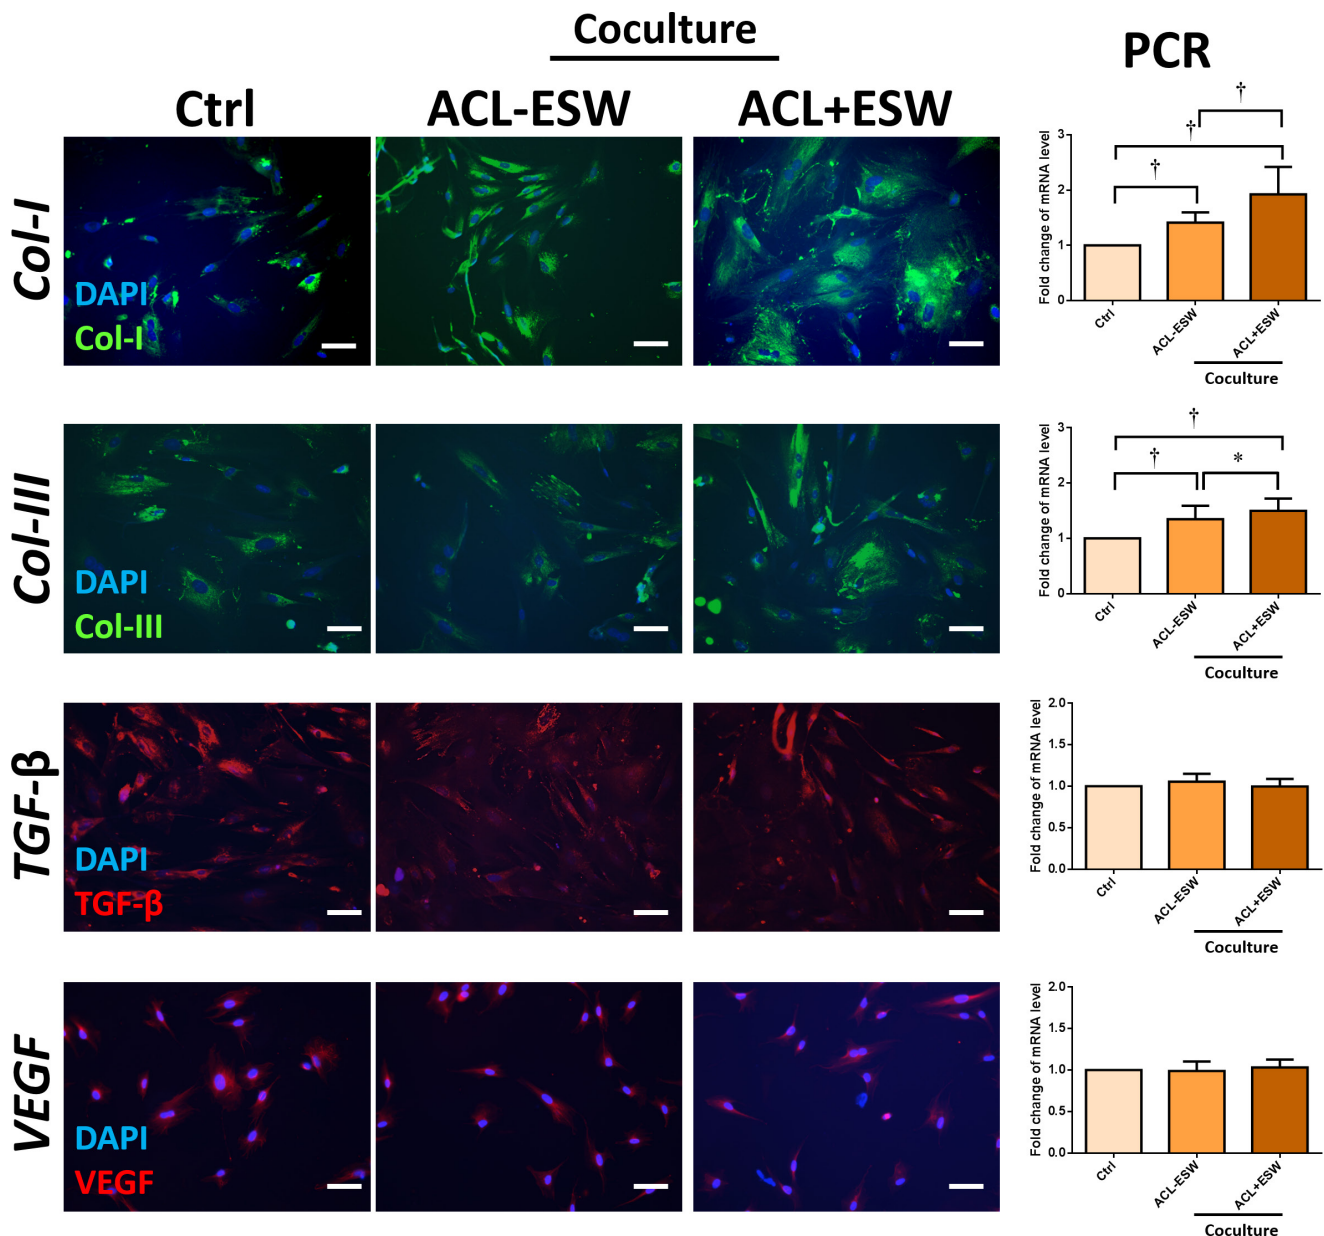 Coculture
PCR
Ctrl
ACL-ESW
ACL+ESW
Col-I
DAPI
Col-I
Fold change of mRNA level
3
2
1
0
†
†
†
Ctrl
ACL-ESW
ACL+ESW
Coculture
Col-III
DAPI
Col-III
Fold change of mRNA level
3
2
1
0
†
†
*
Ctrl
ACL-ESW
ACL+ESW
Coculture
TGF-β
DAPI
TGF-β
Fold change of mRNA level
2.0
1.5
1.0
0.5
0.0
Ctrl
ACL-ESW
ACL+ESW
Coculture
VEGF
DAPI
VEGF
Fold change of mRNA level
2.0
1.5
1.0
0.5
0.0
Ctrl
ACL-ESW
ACL+ESW
Coculture